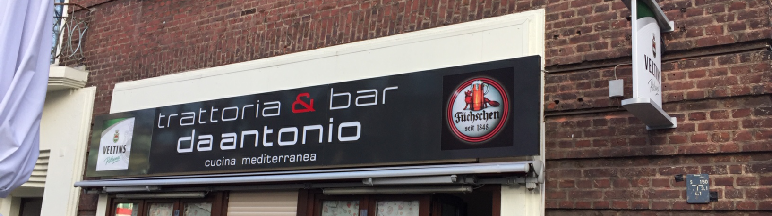 trattoria & bar
da antonio
cucina mediterranea
VELTINS
Füchschen
seit 1848
VELTINS